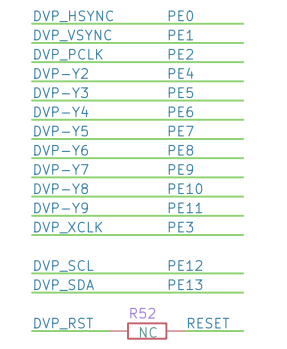 DVP_HSYNC PE0
DVP_VSYNC PE1
DVP_PCLK PE2
DVP-Y2 PE4
DVP-Y3 PE5
DVP-Y4 PE6
DVP-Y5 PE7
DVP-Y6 PE8
DVP-Y7 PE9
DVP-Y8 PE10
DVP-Y9 PE11
DVP_XCLK PE3
DVP_SCL PE12
DVP_SDA PE13
R52
DVP_RST NC RESET